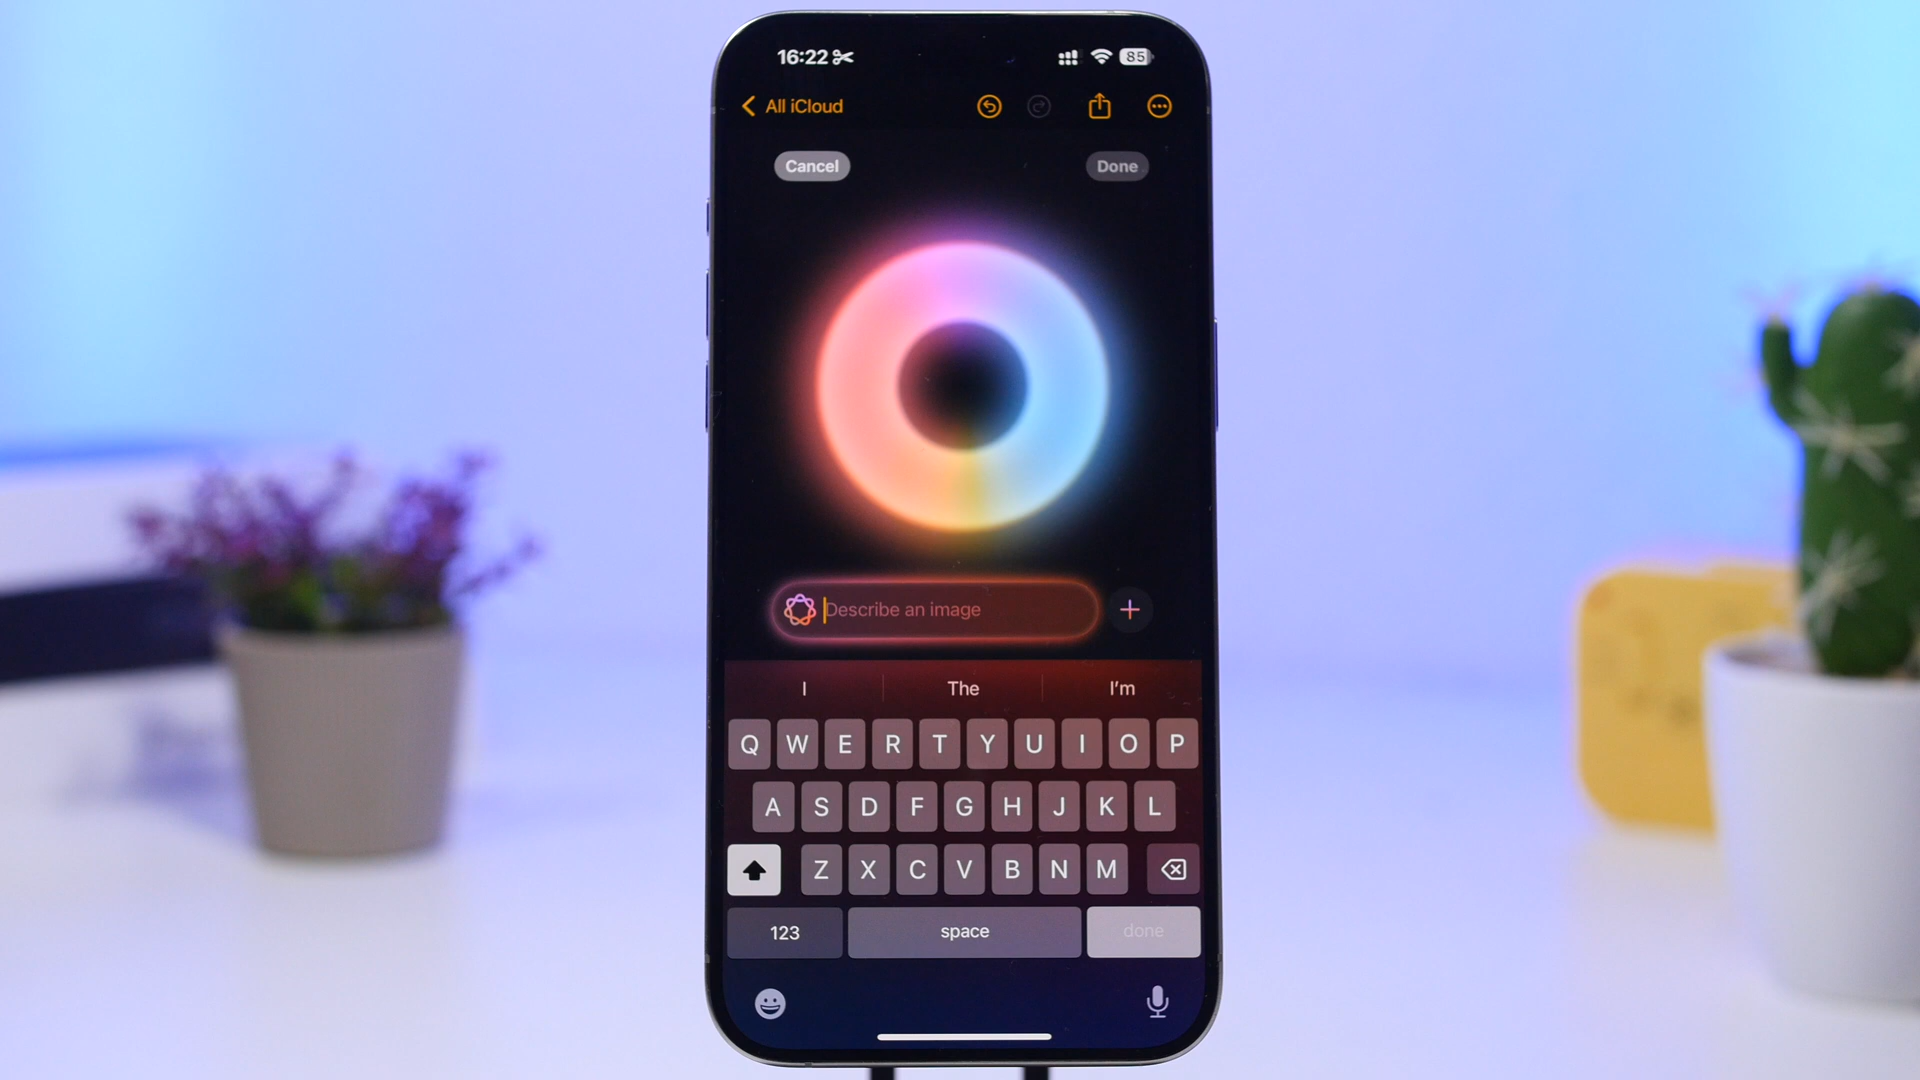 16:22 85
All iCloud
Cancel Done
Describe an image
I The I'm
Q W E R T Y U I O P
A S D F G H J K L
Z X C V B N M
123 space done